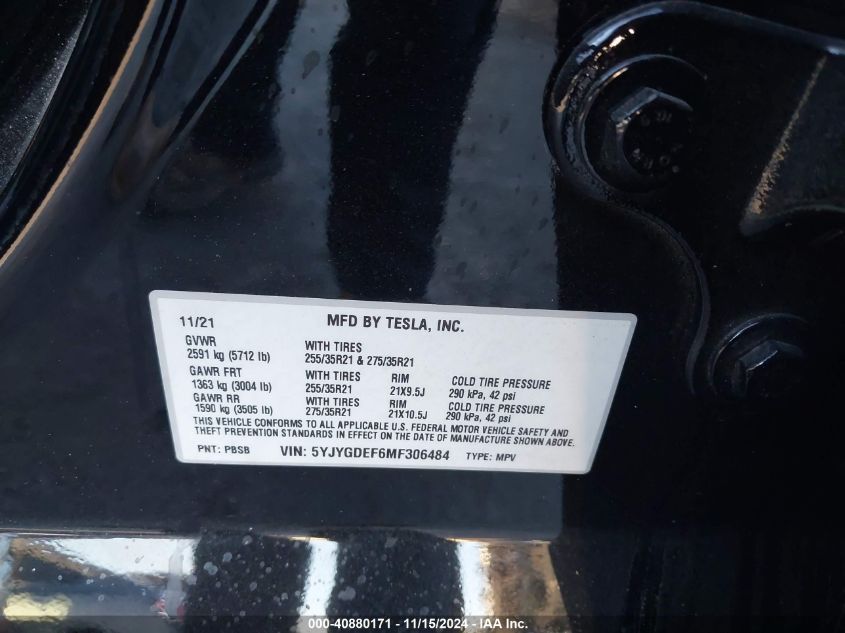 11/21 MFD BY TESLA, INC.
GVWR WITH TIRES
2591 kg (5712 lb) 255/35R21 & 275/35R21
GAWR FRT WITH TIRES RIM COLD TIRE PRESSURE
1363 kg (3004 lb) 255/35R21 21X9.5J 290 kPa, 42 psi
GAWR RR WITH TIRES RIM COLD TIRE PRESSURE
1590 kg (3505 lb) 275/35R21 21X10.5J 290 kPa, 42 psi
THIS VEHICLE CONFORMS TO ALL APPLICABLE U.S. FEDERAL MOTOR VEHICLE SAFETY AND
THEFT PREVENTION STANDARDS IN EFFECT ON THE DATE OF MANUFACTURE SHOWN ABOVE.
PNT: PBSB VIN: 5YJYGDEF6MF306484 TYPE: MPV
000-40880171 - 11/15/2024 - IAA Inc.